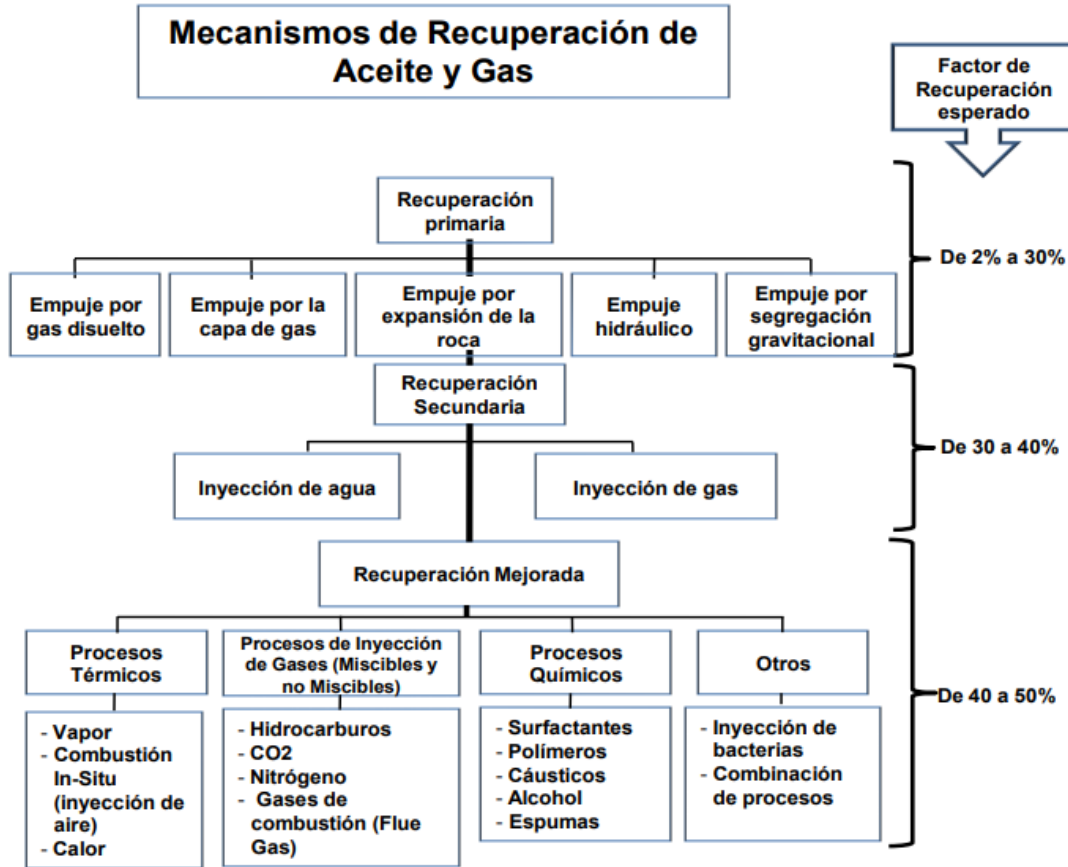 Mecanismos de Recuperación de
Aceite y Gas
Factor de
Recuperación
esperado
Recuperación
primaria
De 2% a 30%
Empuje por
gas disuelto
Empuje por la
capa de gas
Empuje por
expansión de la
roca
Empuje
hidráulico
Empuje por
segregación
gravitacional
Recuperación
Secundaria
De 30 a 40%
Inyección de agua
Inyección de gas
Recuperación Mejorada
Procesos
Térmicos
Procesos de Inyección
de Gases (Miscibles y
no Miscibles)
Procesos
Químicos
Otros
De 40 a 50%
- Vapor
- Combustión
In-Situ
(inyección de
aire)
- Calor
- Hidrocarburos
- CO2
- Nitrógeno
- Gases de
combustión (Flue
Gas)
- Surfactantes
- Polímeros
- Cáusticos
- Alcohol
- Espumas
- Inyección de
bacterias
- Combinación
de procesos